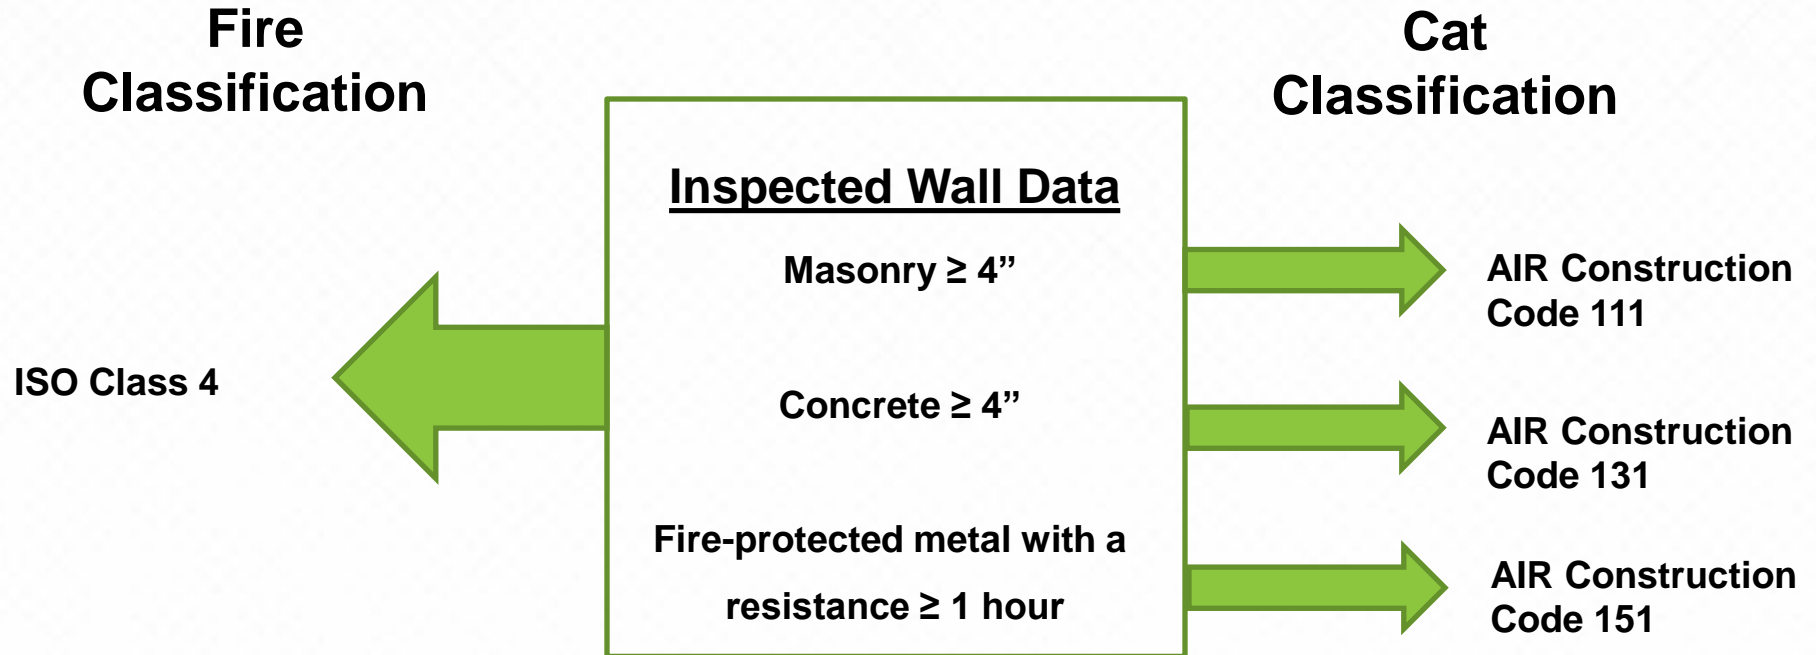 Fire
Classification
Cat
Classification
Inspected Wall Data
Masonry ≥ 4”
Concrete ≥ 4”
Fire-protected metal with a
resistance ≥ 1 hour
ISO Class 4
AIR Construction
Code 111
AIR Construction
Code 131
AIR Construction
Code 151